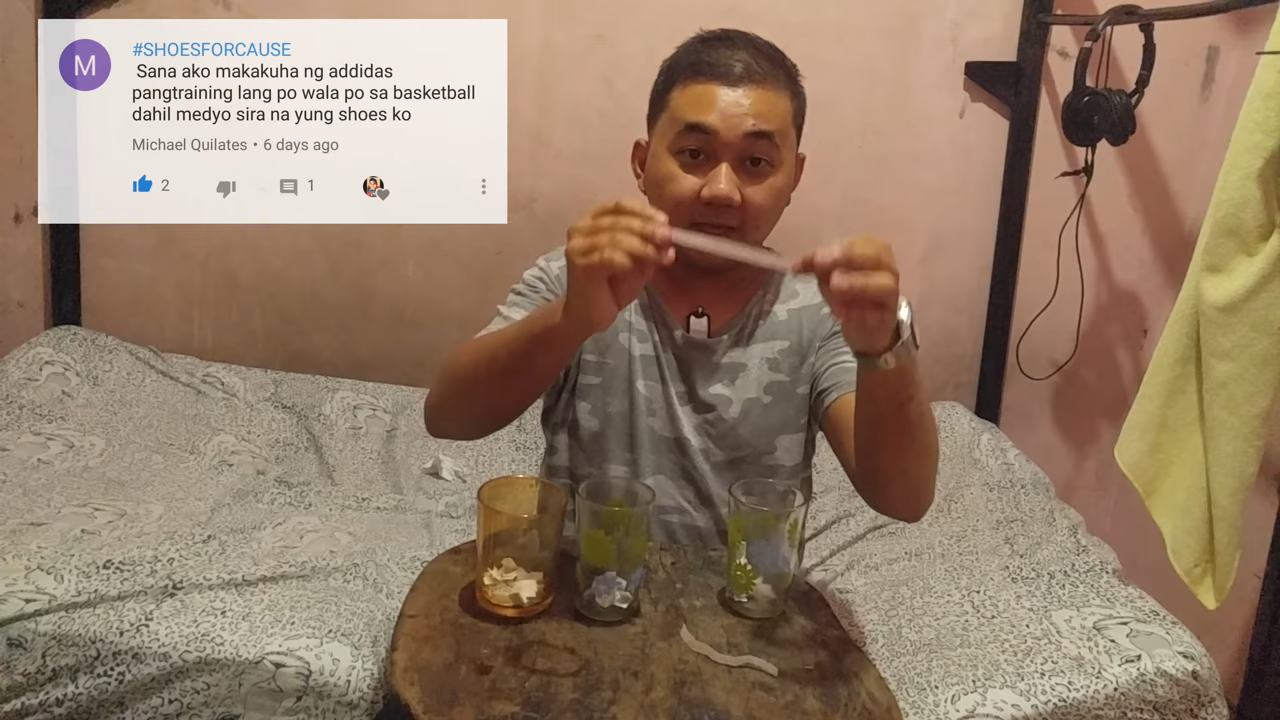 #SHOESFORCAUSE
M
Sana ako makakuha ng addidas
pangtraining lang po wala po sa basketball
dahil medyo sira na yung shoes ko
Michael Quilates • 6 days ago
2
1